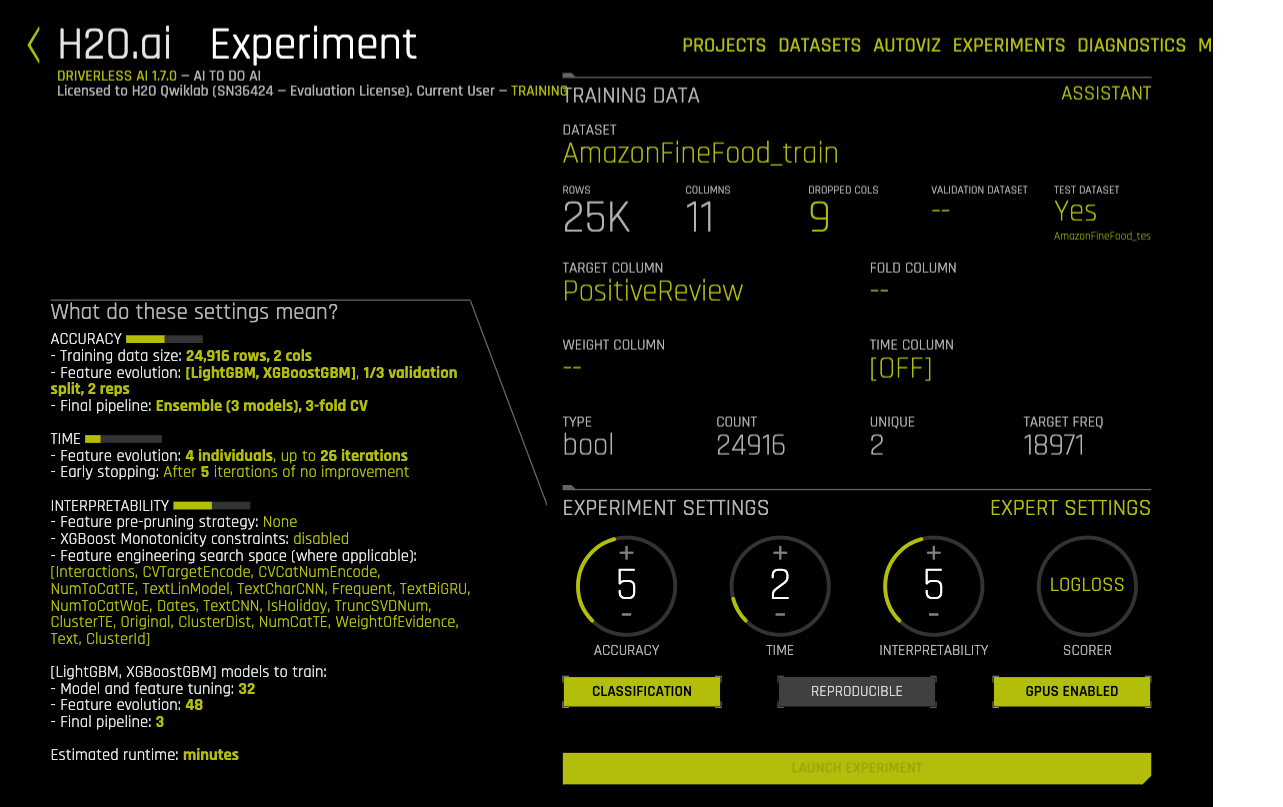 H2O.ai Experiment
PROJECTS DATASETS AUTOVIZ EXPERIMENTS DIAGNOSTICS M
DRIVERLESS AI 1.7.0 – AI TO DO AI
Licensed to H2O Qwiklab (SN36424 – Evaluation License). Current User – TRAINING
TRAINING DATA
ASSISTANT
DATASET
AmazonFineFood_train
ROWS COLUMNS DROPPED COLS VALIDATION DATASET TEST DATASET
25K 11 9 -- Yes
AmazonFineFood_tes
TARGET COLUMN FOLD COLUMN
PositiveReview --
WEIGHT COLUMN TIME COLUMN
-- [OFF]
TYPE COUNT UNIQUE TARGET FREQ
bool 24916 2 18971
What do these settings mean?
ACCURACY
- Training data size: 24,916 rows, 2 cols
- Feature evolution: [LightGBM, XGBoostGBM], 1/3 validation
split, 2 reps
- Final pipeline: Ensemble (3 models), 3-fold CV
TIME
- Feature evolution: 4 individuals, up to 26 iterations
- Early stopping: After 5 iterations of no improvement
INTERPRETABILITY
- Feature pre-pruning strategy: None
- XGBoost Monotonicity constraints: disabled
- Feature engineering search space (where applicable):
[Interactions, CVTargetEncode, CVCatNumEncode,
NumToCatTE, TextLinModel, TextCharCNN, Frequent, TextBiGRU,
NumToCatWoE, Dates, TextCNN, IsHoliday, TruncSVDNum,
ClusterTE, Original, ClusterDist, NumCatTE, WeightOfEvidence,
Text, ClusterId]
[LightGBM, XGBoostGBM] models to train:
- Model and feature tuning: 32
- Feature evolution: 48
- Final pipeline: 3
Estimated runtime: minutes
EXPERIMENT SETTINGS
EXPERT SETTINGS
+ + +
5 2 5 LOGLOSS
- - -
ACCURACY TIME INTERPRETABILITY SCORER
CLASSIFICATION REPRODUCIBLE GPUS ENABLED
LAUNCH EXPERIMENT